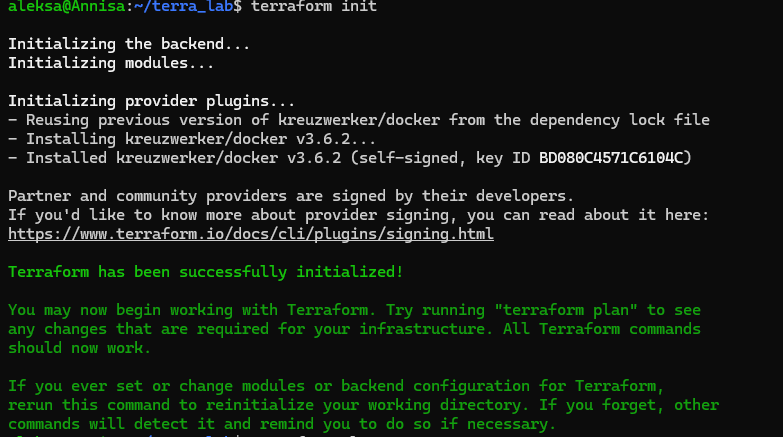 aleksa@Annisa:~/terra_lab$ terraform init
Initializing the backend...
Initializing modules...
Initializing provider plugins...
- Reusing previous version of kreuzwerker/docker from the dependency lock file
- Installing kreuzwerker/docker v3.6.2...
- Installed kreuzwerker/docker v3.6.2 (self-signed, key ID BD080C4571C6104C)
Partner and community providers are signed by their developers.
If you'd like to know more about provider signing, you can read about it here:
https://www.terraform.io/docs/cli/plugins/signing.html
Terraform has been successfully initialized!
You may now begin working with Terraform. Try running "terraform plan" to see
any changes that are required for your infrastructure. All Terraform commands
should now work.
If you ever set or change modules or backend configuration for Terraform,
rerun this command to reinitialize your working directory. If you forget, other
commands will detect it and remind you to do so if necessary.